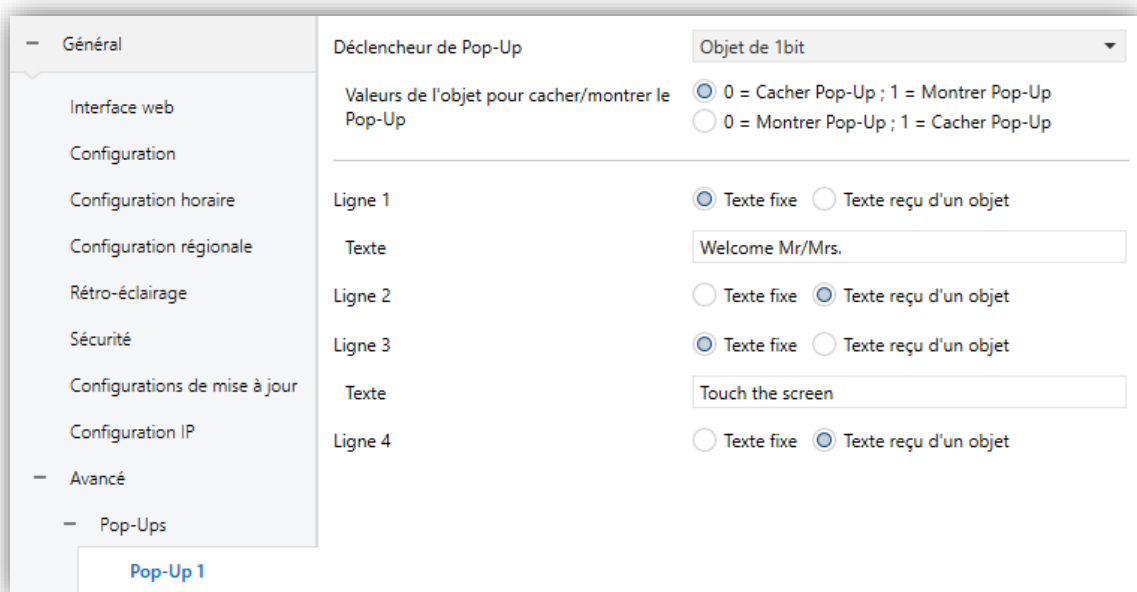 Général
Interface web
Configuration
Configuration horaire
Configuration régionale
Rétro-éclairage
Sécurité
Configurations de mise à jour
Configuration IP
Avancé
Pop-Ups
Pop-Up 1
Déclencheur de Pop-Up
Objet de 1bit
Valeurs de l'objet pour cacher/montrer le
Pop-Up
0 = Cacher Pop-Up ; 1 = Montrer Pop-Up
0 = Montrer Pop-Up ; 1 = Cacher Pop-Up
Ligne 1
Texte fixe Texte reçu d'un objet
Texte
Welcome Mr/Mrs.
Ligne 2
Texte fixe Texte reçu d'un objet
Ligne 3
Texte fixe Texte reçu d'un objet
Texte
Touch the screen
Ligne 4
Texte fixe Texte reçu d'un objet